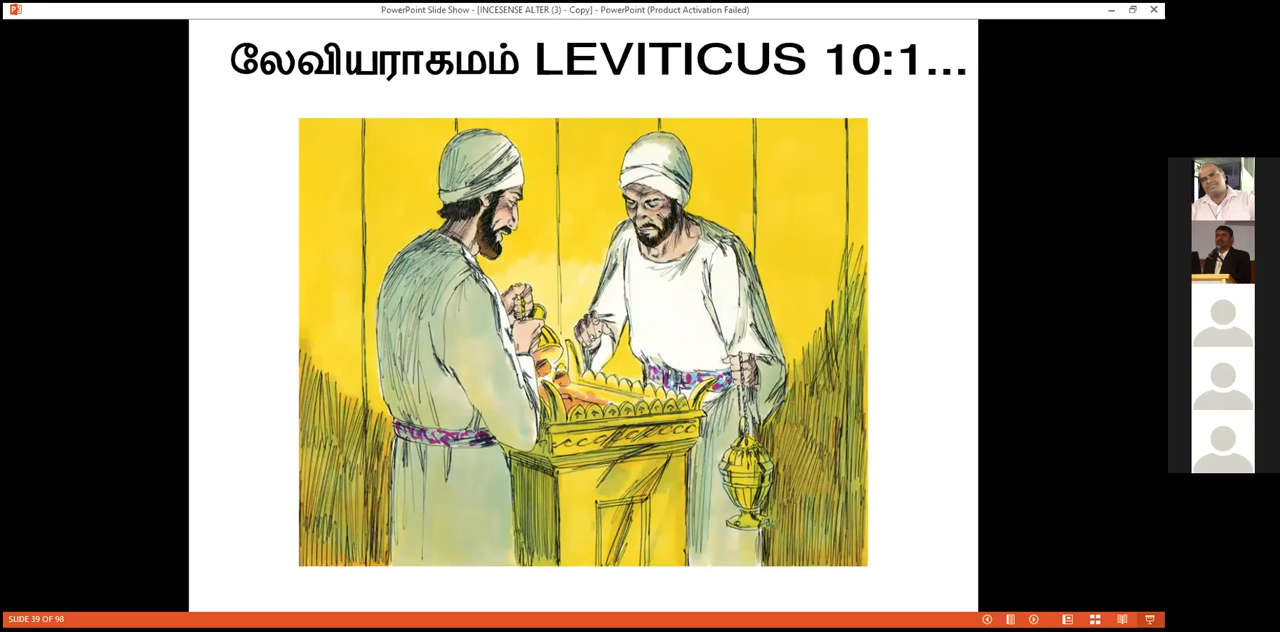 PowerPoint Slide Show - [INCESENSE ALTER (3) - Copy] - PowerPoint (Product Activation Failed)
லேவியராகமம் LEVITICUS 10:1...
SLIDE 39 OF 98